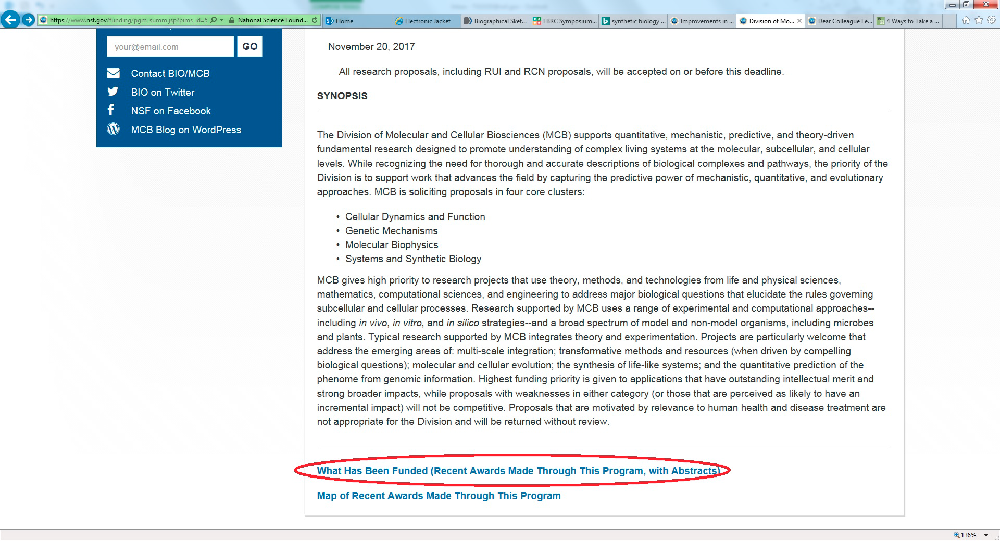 https://www.nsf.gov/funding/pgm_summ.jsp?pims_id=5
National Science Found...
Home
Electronic Jacket
Biographical Sket...
EBRC Symposium...
synthetic biology ...
Improvements in ...
Division of Mo...
Dear Colleague Le...
4 Ways to Take a ...
your@email.com
GO
Contact BIO/MCB
BIO on Twitter
NSF on Facebook
MCB Blog on WordPress
November 20, 2017
All research proposals, including RUI and RCN proposals, will be accepted on or before this deadline.
SYNOPSIS
The Division of Molecular and Cellular Biosciences (MCB) supports quantitative, mechanistic, predictive, and theory-driven
fundamental research designed to promote understanding of complex living systems at the molecular, subcellular, and cellular
levels. While recognizing the need for thorough and accurate descriptions of biological complexes and pathways, the priority of the
Division is to support work that advances the field by capturing the predictive power of mechanistic, quantitative, and evolutionary
approaches. MCB is soliciting proposals in four core clusters:
• Cellular Dynamics and Function
• Genetic Mechanisms
• Molecular Biophysics
• Systems and Synthetic Biology
MCB gives high priority to research projects that use theory, methods, and technologies from life and physical sciences,
mathematics, computational sciences, and engineering to address major biological questions that elucidate the rules governing
subcellular and cellular processes. Research supported by MCB uses a range of experimental and computational approaches--
including in vivo, in vitro, and in silico strategies--and a broad spectrum of model and non-model organisms, including microbes
and plants. Typical research supported by MCB integrates theory and experimentation. Projects are particularly welcome that
address the emerging areas of: multi-scale integration; transformative methods and resources (when driven by compelling
biological questions); molecular and cellular evolution; the synthesis of life-like systems; and the quantitative prediction of the
phenome from genomic information. Highest funding priority is given to applications that have outstanding intellectual merit and
strong broader impacts, while proposals with weaknesses in either category (or those that are perceived as likely to have an
incremental impact) will not be competitive. Proposals that are motivated by relevance to human health and disease treatment are
not appropriate for the Division and will be returned without review.
What Has Been Funded (Recent Awards Made Through This Program, with Abstracts)
Map of Recent Awards Made Through This Program
136%